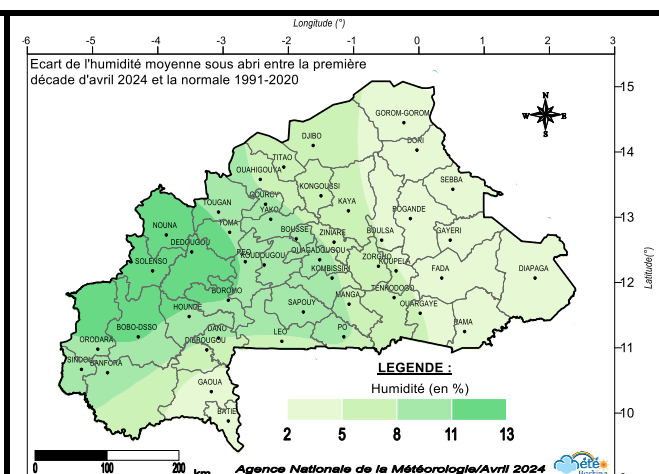 Longitude (°)
-6 -5 -4 -3 -2 -1 0 1 2 3
Ecart de l'humidité moyenne sous abri entre la première
décade d'avril 2024 et la normale 1991-2020
15
N
W E
S
GOROM-GOROM
DJIBO
DORI
14
TITAO
OUAHIGOUYA
SEBBA
KONGOUSSI
GOURCY
KAYA
TOUGAN
YAKO
BOGANDE
13
NOUNA
TOMA
BOUSSE
ZINIARE
BOULSA
GAYERI
DEDOUGOU
OUAGADOUGOU
REO
KOUDOUGOU
ZORGHO
SOLENSO
KOMBISSIRI
KOUPELA
FADA
DIAPAGA
12
Latitude(°)
BOROMO
TENKODOGO
MANGA
HOUNDE
SAPOUY
OUARGAYE
BOBO-DSSO
DANO
LEO
PO
PAMA
ORODARA
DIEBOUGOU
11
SINDOU
BANFORA
LEGENDE :
GAOUA
Humidité (en %)
BATIE
10
2 5 8 11 13
0 100 200
km
Agence Nationale de la Météorologie/Avril 2024
météo
Burkina
9